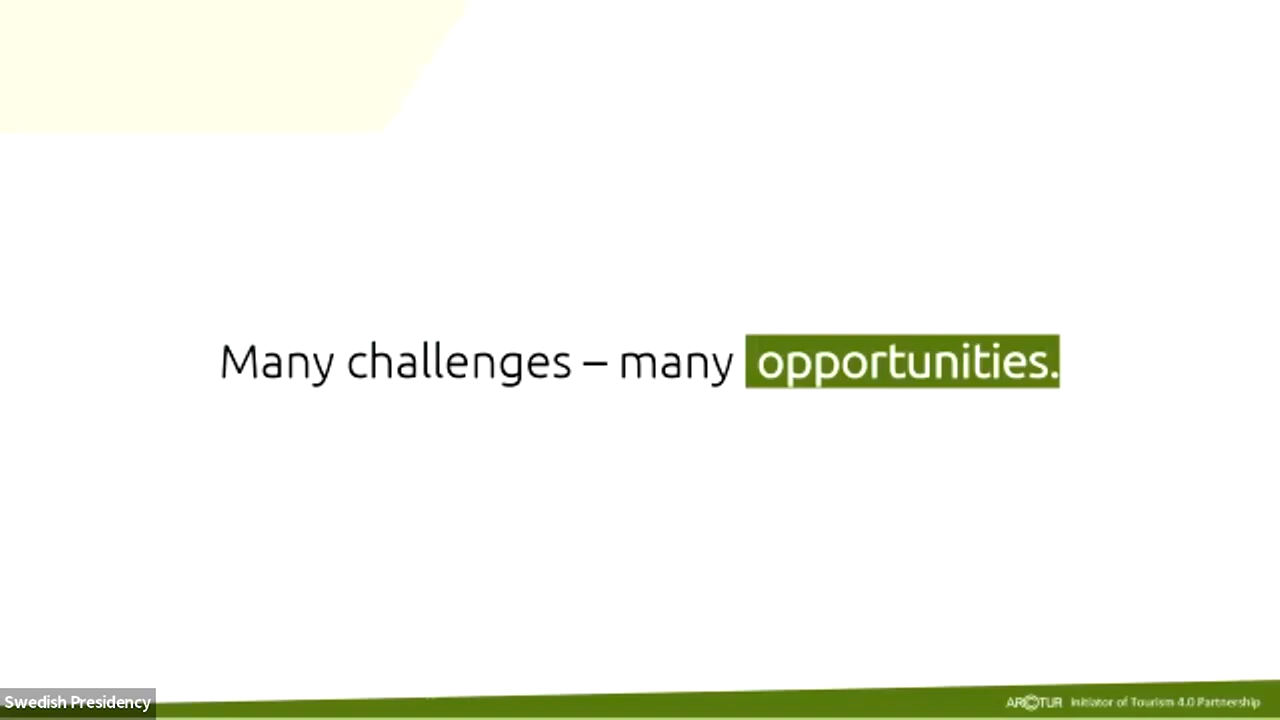 Many challenges – many opportunities.
Swedish Presidency
ARCTUR Initiator of Tourism 4.0 Partnership